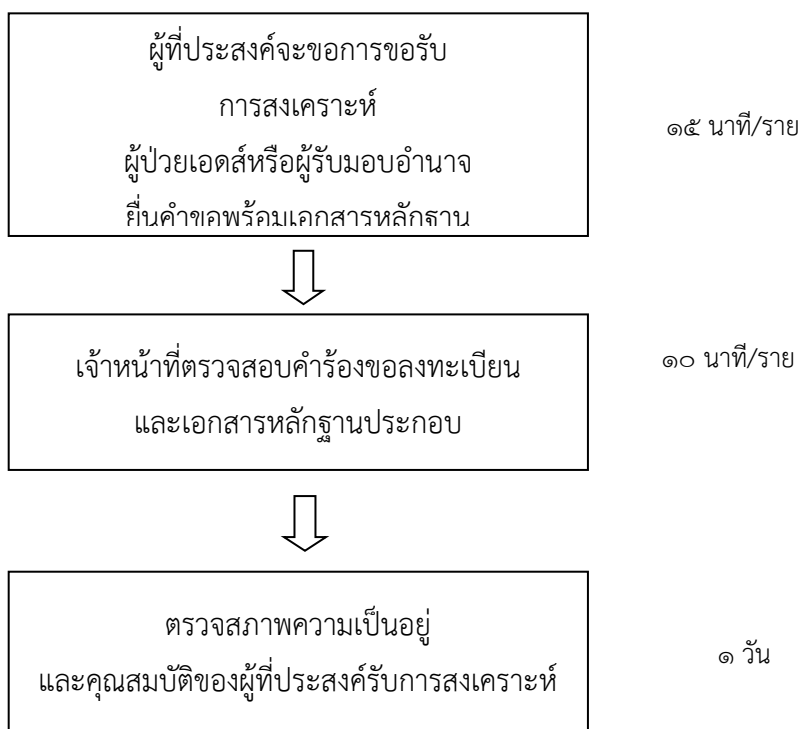 ผู้ที่ประสงค์จะขอการขอรับ
การสงเคราะห์
ผู้ป่วยเอดส์หรือผู้รับมอบอำนาจ
ยื่นคำขอพร้อมเอกสารหลักฐาน
๑๕ นาที/ราย
เจ้าหน้าที่ตรวจสอบคำร้องขอลงทะเบียน
และเอกสารหลักฐานประกอบ
๑๐ นาที/ราย
ตรวจสภาพความเป็นอยู่
และคุณสมบัติของผู้ที่ประสงค์รับการสงเคราะห์
๑ วัน